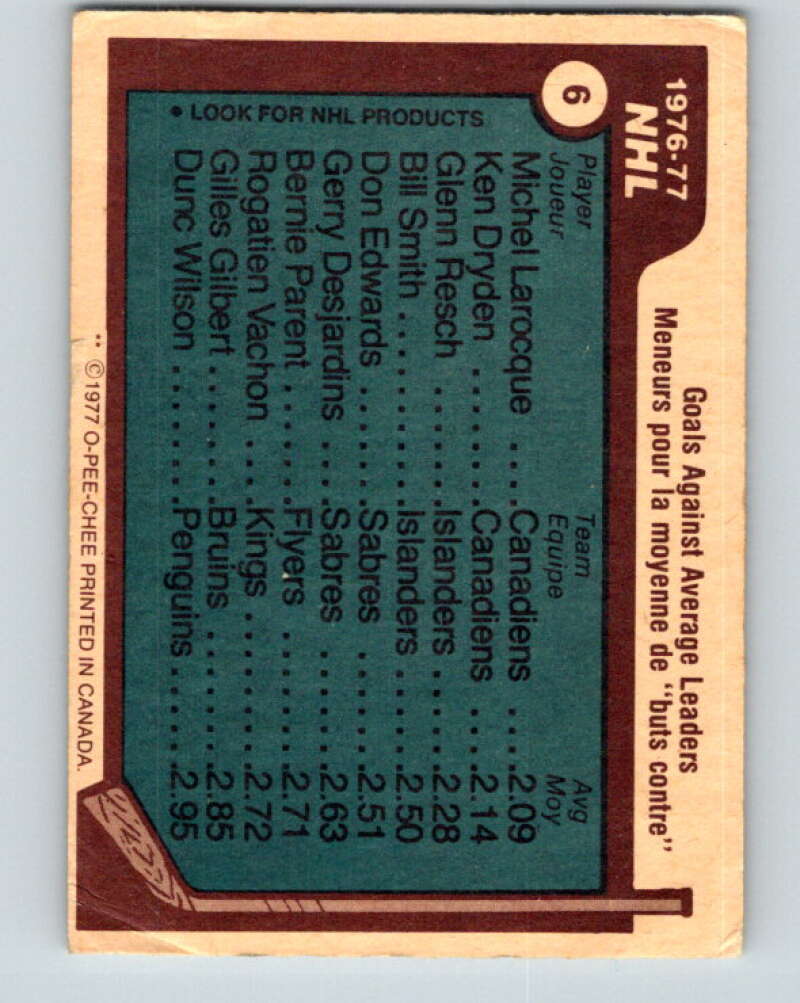 1976-77
NHL
Goals Against Average Leaders
Meneurs pour la moyenne de "buts contre"
6
Player Team Avg
Joueur Equipe Moy
Michel Larocque ....Canadiens ....2.09
Ken Dryden .........Canadiens ....2.14
Glenn Resch ........Islanders .....2.28
Bill Smith ...........Islanders .....2.50
Don Edwards .......Sabres .......2.51
Gerry Desjardins ....Sabres .......2.63
Bernie Parent .......Flyers ........2.71
Rogatien Vachon ....Kings .........2.72
Gilles Gilbert ........Bruins ........2.85
Dunc Wilson ........Penguins......2.95
• LOOK FOR NHL PRODUCTS
** ©1977 O-PEE-CHEE PRINTED IN CANADA.